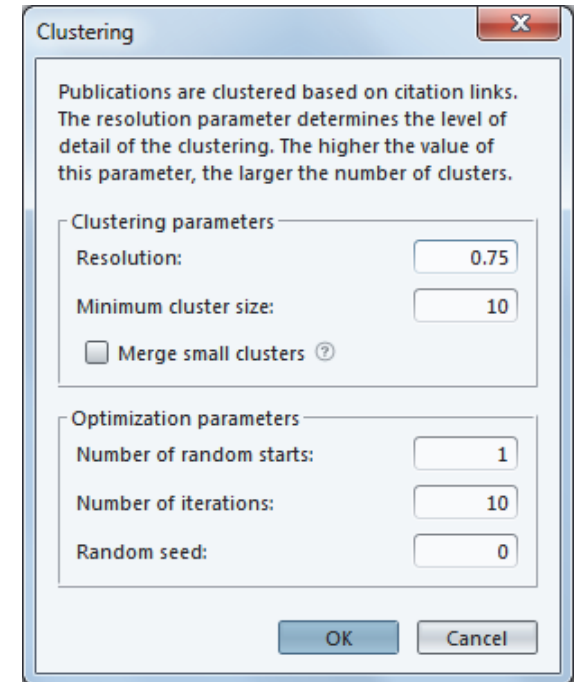 Clustering
Publications are clustered based on citation links.
The resolution parameter determines the level of
detail of the clustering. The higher the value of
this parameter, the larger the number of clusters.
Clustering parameters
Resolution: 0.75
Minimum cluster size: 10
Merge small clusters ?
Optimization parameters
Number of random starts: 1
Number of iterations: 10
Random seed: 0
OK Cancel